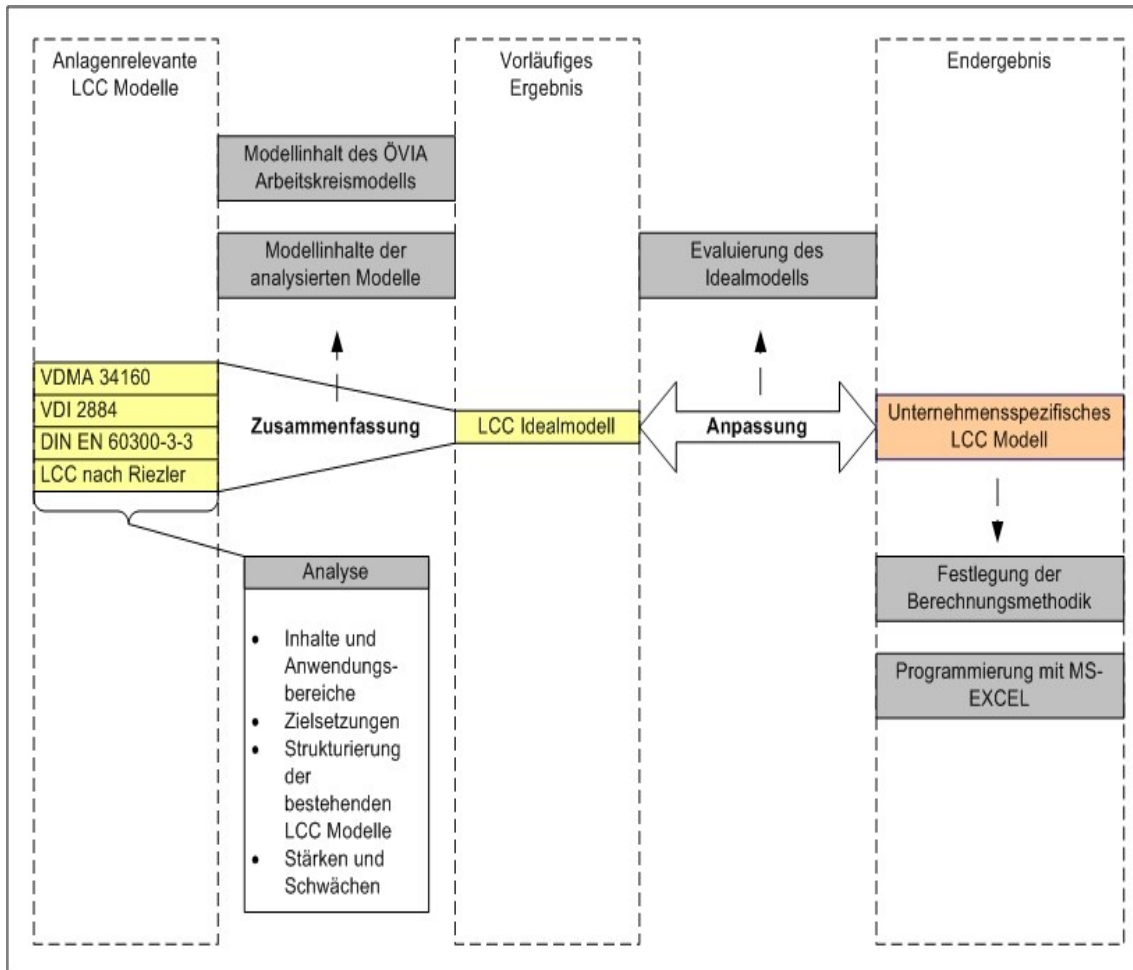 Anlagenrelevante
LCC Modelle
Vorläufiges
Ergebnis
Endergebnis
Modellinhalt des ÖVIA
Arbeitskreismodells
Modellinhalte der
analysierten Modelle
Evaluierung des
Idealmodells
VDMA 34160
VDI 2884
DIN EN 60300-3-3
LCC nach Riezler
Zusammenfassung
LCC Idealmodell
Anpassung
Unternehmensspezifisches
LCC Modell
Analyse
• Inhalte und
Anwendungs-
bereiche
• Zielsetzungen
• Strukturierung
der
bestehenden
LCC Modelle
• Stärken und
Schwächen
Festlegung der
Berechnungsmethodik
Programmierung mit MS-
EXCEL